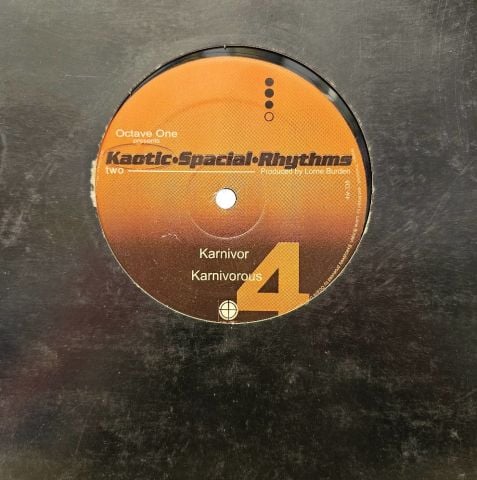 Octave One
presents
Kaotic•Spacial•Rhythms
two
Produced by Lorne Burden
Karnivor
Karnivorous
4